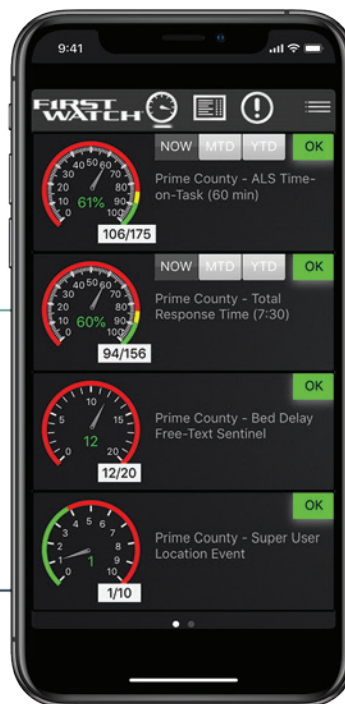 9:41
FIRST
WATCH
NOW MTD YTD OK
0 10 20 30 40 50 60 70 80 90 100
61%
106/175
Prime County - ALS Time-
on-Task (60 min)
NOW MTD YTD OK
0 10 20 30 40 50 60 70 80 90 100
60%
94/156
Prime County - Total
Response Time (7:30)
OK
0 5 10 15 20
12
12/20
Prime County - Bed Delay
Free-Text Sentinel
OK
0 1 2 3 4 5 6 7 8 9 10
1
1/10
Prime County - Super User
Location Event